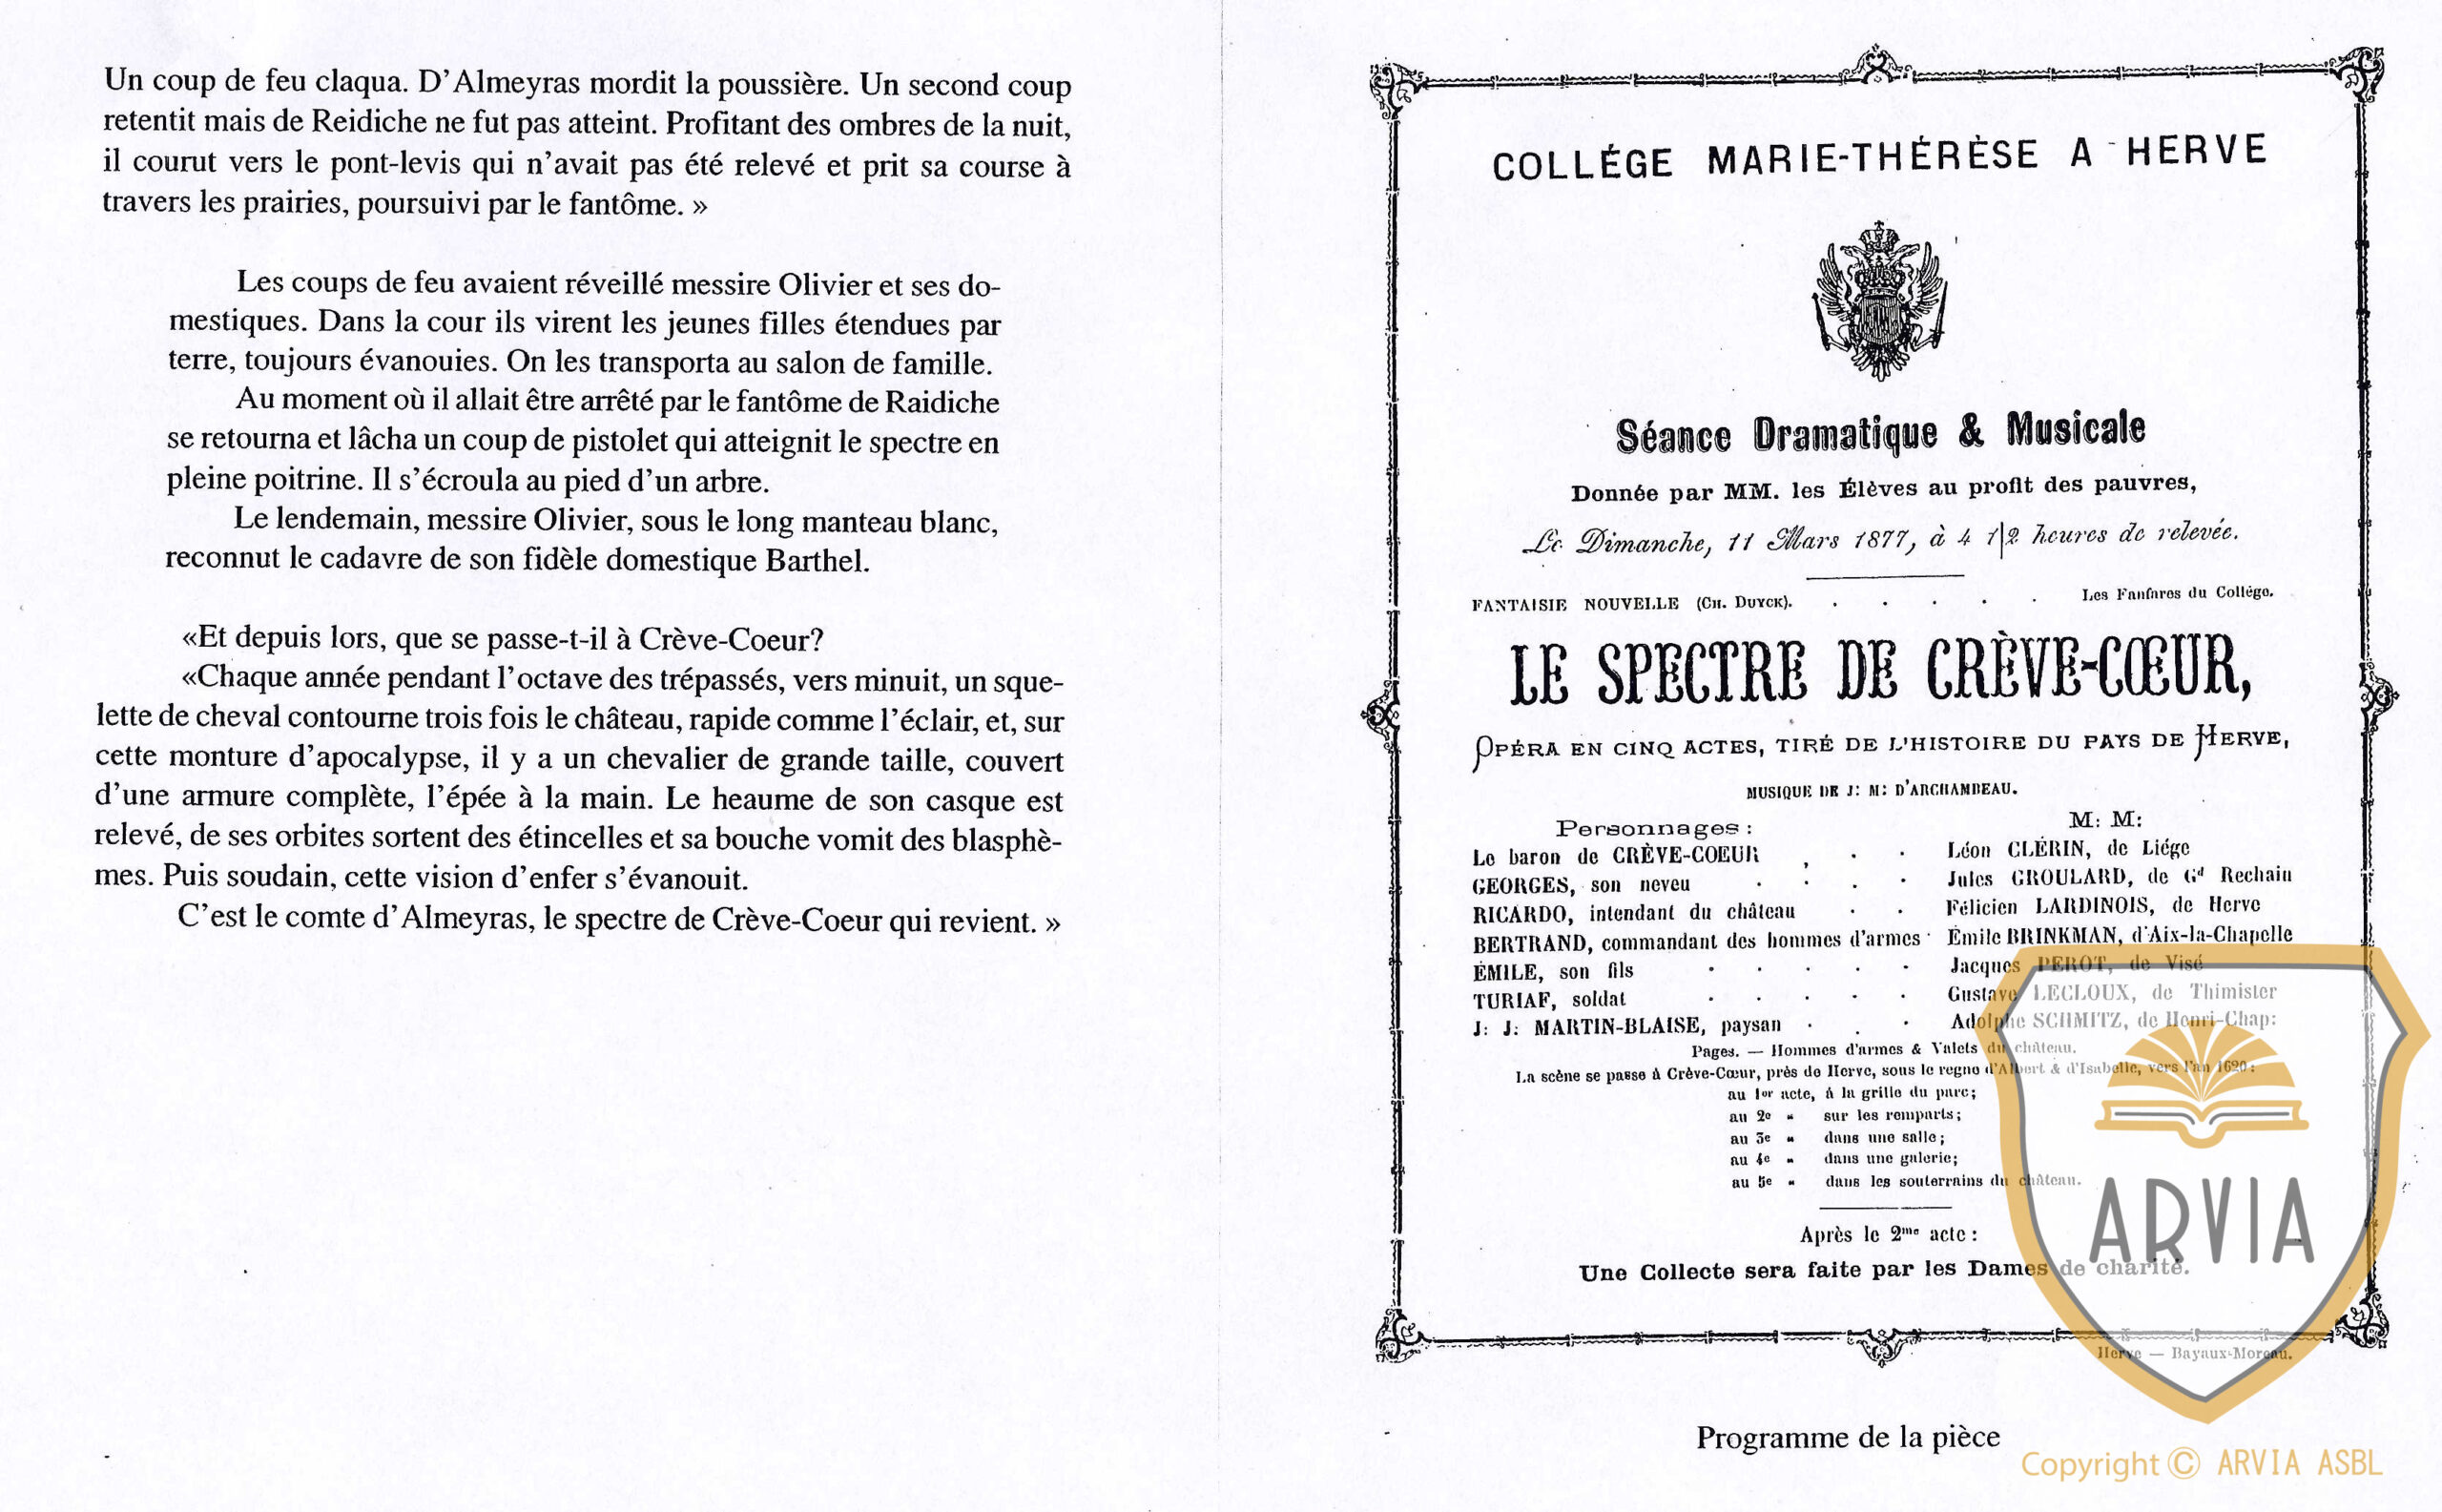 Un coup de feu claqua. D'Almeyras mordit la poussière. Un second coup
retentit mais de Reidiche ne fut pas atteint. Profitant des ombres de la nuit,
il courut vers le pont-levis qui n'avait pas été relevé et prit sa course à
travers les prairies, poursuivi par le fantôme. »
Les coups de feu avaient réveillé messire Olivier et ses do-
mestiques. Dans la cour ils virent les jeunes filles étendues par
terre, toujours évanouies. On les transporta au salon de famille.
Au moment où il allait être arrêté par le fantôme de Raidiche
se retourna et lâcha un coup de pistolet qui atteignit le spectre en
pleine poitrine. Il s'écroula au pied d'un arbre.
Le lendemain, messire Olivier, sous le long manteau blanc,
reconnut le cadavre de son fidèle domestique Barthel.
«Et depuis lors, que se passe-t-il à Crève-Coeur?
«Chaque année pendant l'octave des trépassés, vers minuit, un sque-
lette de cheval contourne trois fois le château, rapide comme l'éclair, et, sur
cette monture d'apocalypse, il y a un chevalier de grande taille, couvert
d'une armure complète, l'épée à la main. Le heaume de son casque est
relevé, de ses orbites sortent des étincelles et sa bouche vomit des blasphè-
mes. Puis soudain, cette vision d'enfer s'évanouit.
C'est le comte d'Almeyras, le spectre de Crève-Coeur qui revient. »
COLLÉGE MARIE-THÉRÈSE A HERVE
Séance Dramatique & Musicale
Donnée par MM. les Élèves au profit des pauvres,
Le Dimanche, 11 Mars 1877, à 4 1/2 heures de relevée.
FANTAISIE NOUVELLE (CH. DUYCK). . . . . . Les Fanfares du Collége.
LE SPECTRE DE CRÈVE-CŒUR,
OPÉRA EN CINQ ACTES, TIRÉ DE L'HISTOIRE DU PAYS DE HERVE,
MUSIQUE DE J: M: D'ARCHAMBEAU.
Personnages : M: M:
Le baron de CRÈVE-COEUR , . . Léon CLÉRIN, de Liége
GEORGES, son neveu . . . . Jules GROULARD, de Gd Rechain
RICARDO, intendant du château . . Félicien LARDINOIS, de Herve
BERTRAND, commandant des hommes d'armes . Émile BRINKMAN, d'Aix-la-Chapelle
ÉMILE, son fils . . . . . Jacques PEROT, de Visé
TURIAF, soldat . . . . . Gustave LECLOUX, de Thimister
J: J: MARTIN-BLAISE, paysan . . . Adolphe SCHMITZ, de Henri-Chap:
Pages. — Hommes d'armes & Valets du château.
La scène se passe à Crève-Cœur, près de Herve, sous le regne d'Albert & d'Isabelle, vers l'an 1620 :
au 1er acte, à la grille du parc;
au 2e " sur les remparts;
au 3e " dans une salle;
au 4e " dans une galerie;
au 5e " dans les souterrains du château.
Après le 2me acte :
Une Collecte sera faite par les Dames de charité.
Herve — Bayaux-Moreau.
Programme de la pièce
ARVIA
Copyright © ARVIA ASBL